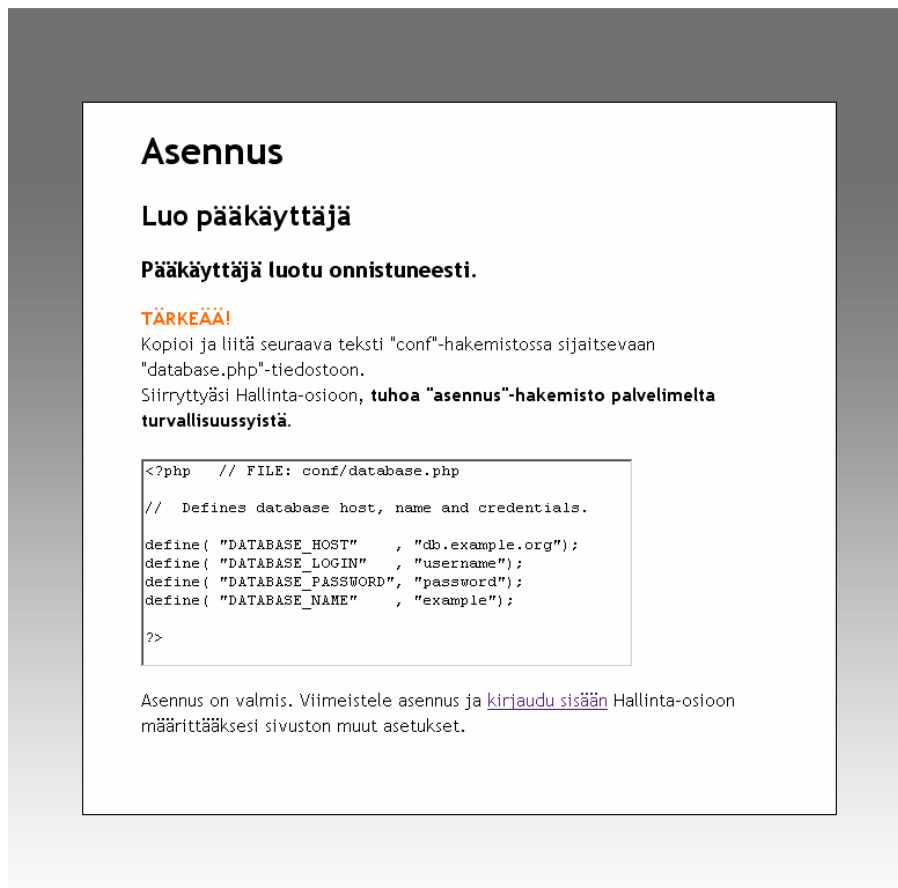 Asennus
Luo pääkäyttäjä
Pääkäyttäjä luotu onnistuneesti.
TÄRKEÄÄ!
Kopioi ja liitä seuraava teksti "conf"-hakemistossa sijaitsevaan
"database.php"-tiedostoon.
Siirryttyäsi Hallinta-osioon, tuhoa "asennus"-hakemisto palvelimelta
turvallisuussyistä.
<?php   // FILE: conf/database.php
//  Defines database host, name and credentials.
define( "DATABASE_HOST"    , "db.example.org");
define( "DATABASE_LOGIN"   , "username");
define( "DATABASE_PASSWORD", "password");
define( "DATABASE_NAME"    , "example");
?>
Asennus on valmis. Viimeistele asennus ja kirjaudu sisään Hallinta-osioon
määrittääksesi sivuston muut asetukset.